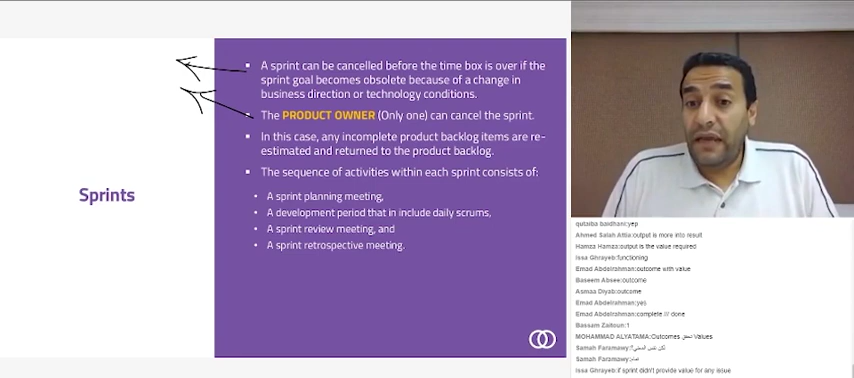 Sprints
A sprint can be cancelled before the time box is over if the
sprint goal becomes obsolete because of a change in
business direction or technology conditions.
The PRODUCT OWNER (Only one) can cancel the sprint.
In this case, any incomplete product backlog items are re-
estimated and returned to the product backlog.
The sequence of activities within each sprint consists of:
A sprint planning meeting,
A development period that in include daily scrums,
A sprint review meeting, and
A sprint retrospective meeting.
qutaiba baidhani:yep
Ahmed Salah Attia:output is more into result
Hamza Hamza:output is the value required
Issa Ghrayeb:functioning
Emad Abdelrahman:outcome with value
Baseem Absee:outcome
Asmaa Diyab:outcome
Emad Abdelrahman:yes
Emad Abdelrahman:complete /// done
Bassam Zaitoun:1
MOHAMMAD ALYATAMA:Outcomes تحقق Values
Samah Faramawy:لكن نفس المعني؟
Samah Faramawy:تمام
Issa Ghrayeb:if sprint didn't provide value for any issue